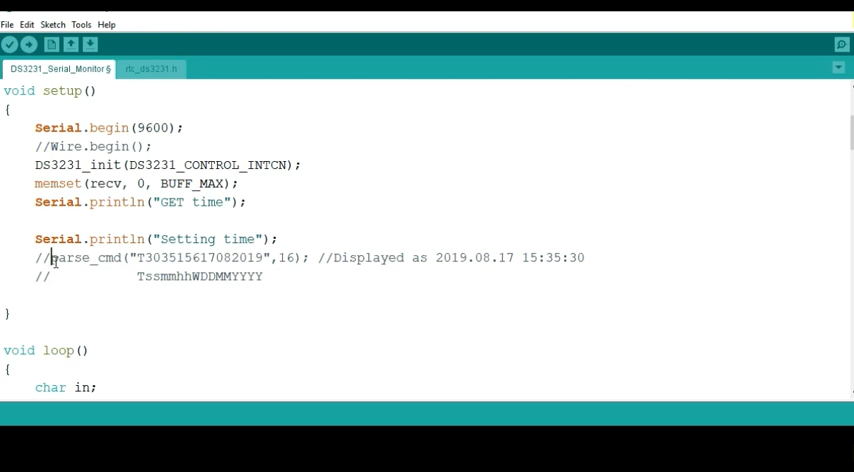 File Edit Sketch Tools Help
DS3231_Serial_Monitor § rtc_ds3231.h
void setup()
{
Serial.begin(9600);
//Wire.begin();
DS3231_init(DS3231_CONTROL_INTCN);
memset(recv, 0, BUFF_MAX);
Serial.println("GET time");
Serial.println("Setting time");
//parse_cmd("T303515617082019",16); //Displayed as 2019.08.17 15:35:30
// TssmmhhWDDMMYYYY
}
void loop()
{
char in;